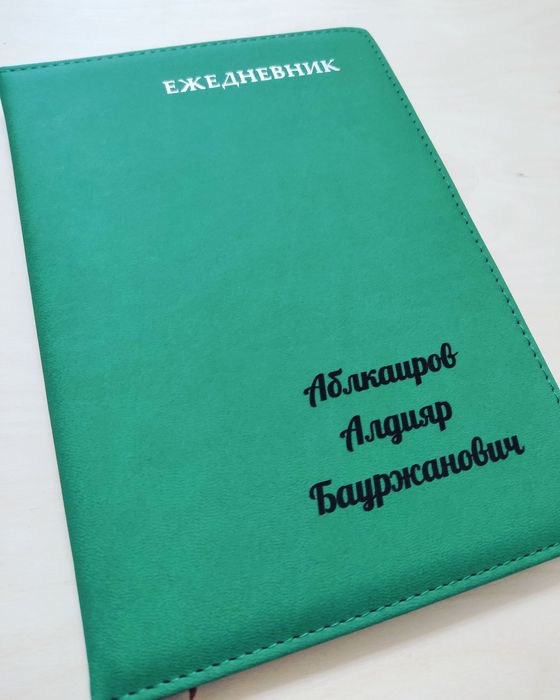 ЕЖЕДНЕВНИК
Аблкаиров
Алдияр
Бауржанович